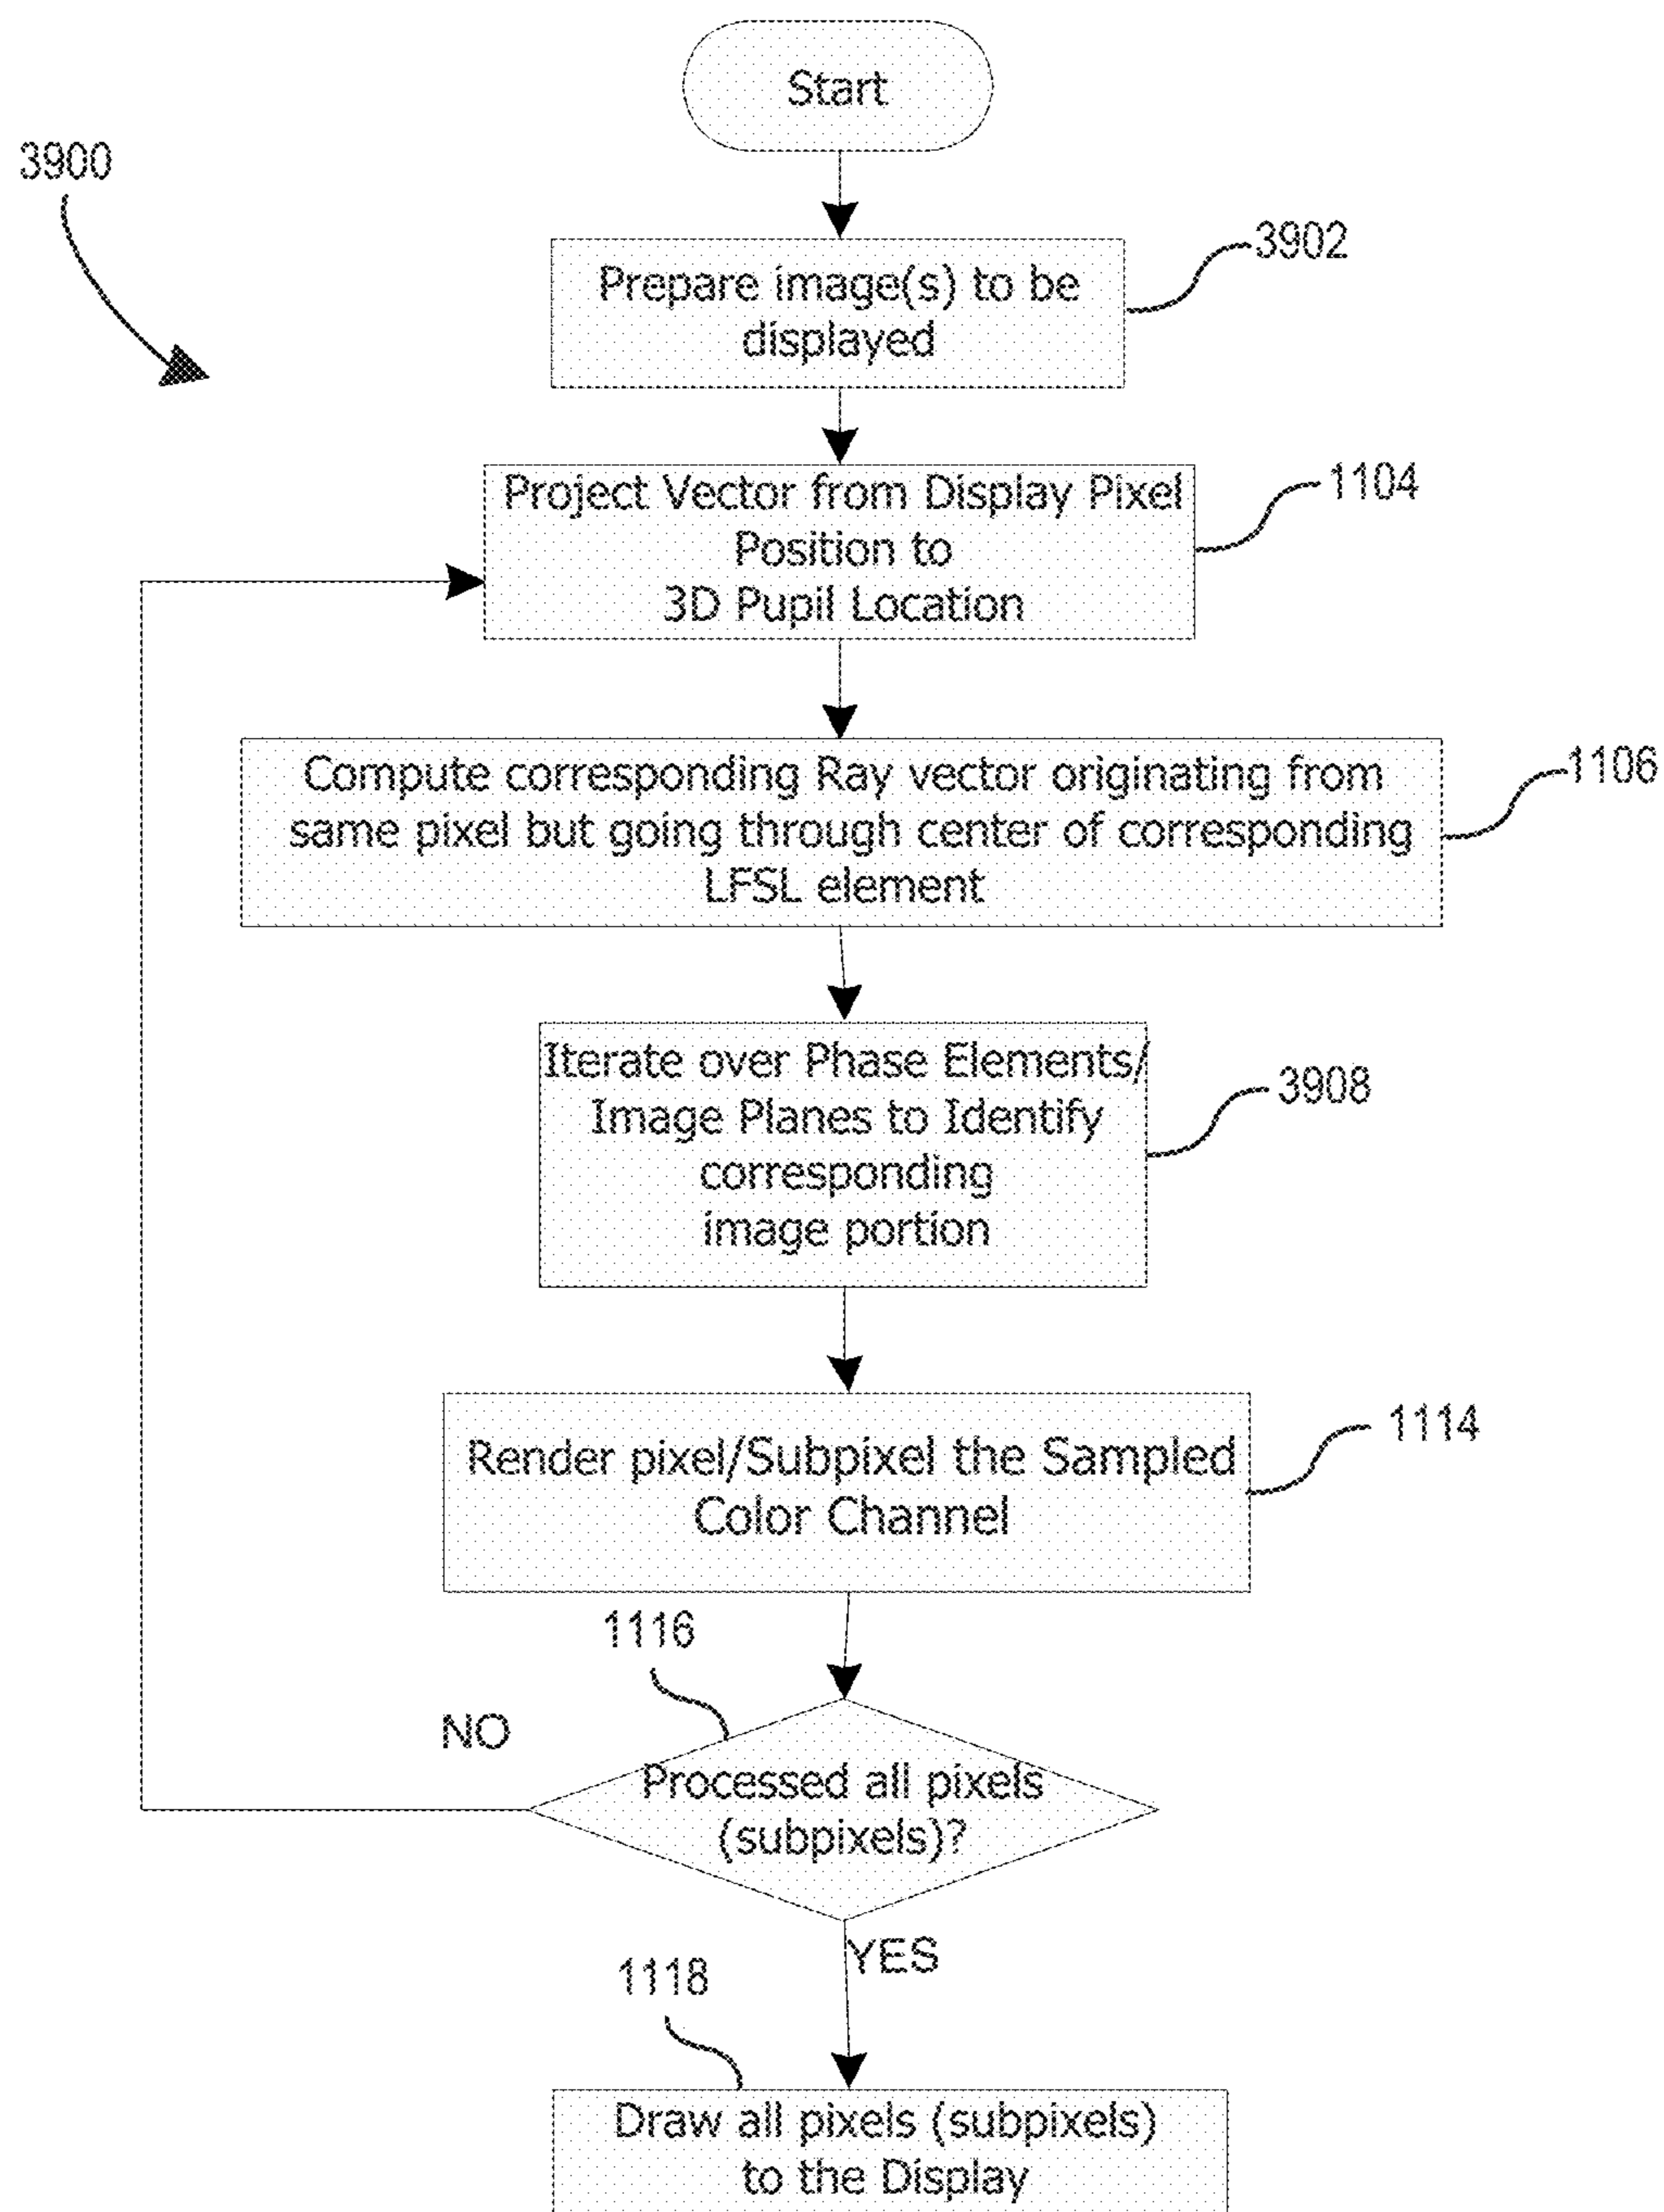 Start
3900
3902
Prepare image(s) to be
displayed
1104
Project Vector from Display Pixel
Position to
3D Pupil Location
1106
Compute corresponding Ray vector originating from
same pixel but going through center of corresponding
LFSL element
3908
Iterate over Phase Elements/
Image Planes to Identify
corresponding
image portion
1114
Render pixel/Subpixel the Sampled
Color Channel
1116
NO
Processed all pixels
(subpixels)?
YES
1118
Draw all pixels (subpixels)
to the Display